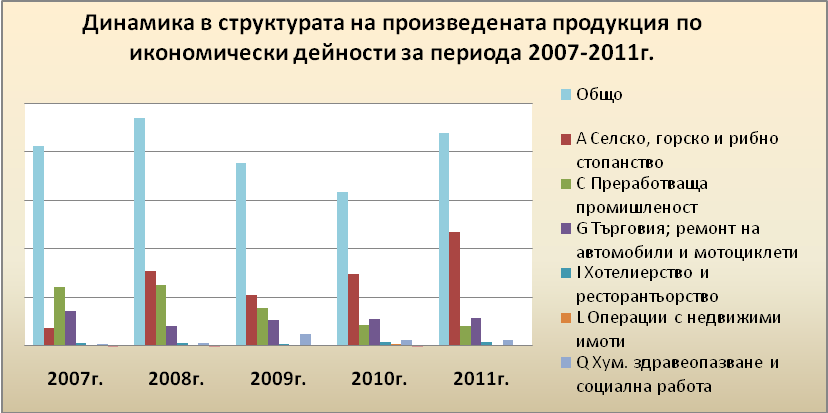 Динамика в структурата на произведената продукция по
икономически дейности за периода 2007-2011г.
Общо
А Селско, горско и рибно
стопанство
С Преработваща
промишленост
G Търговия; ремонт на
автомобили и мотоциклети
I Хотелиерство и
ресторантьорство
L Операции с недвижими
имоти
Q Хум. здравеопазване и
социална работа
2007г.
2008г.
2009г.
2010г.
2011г.